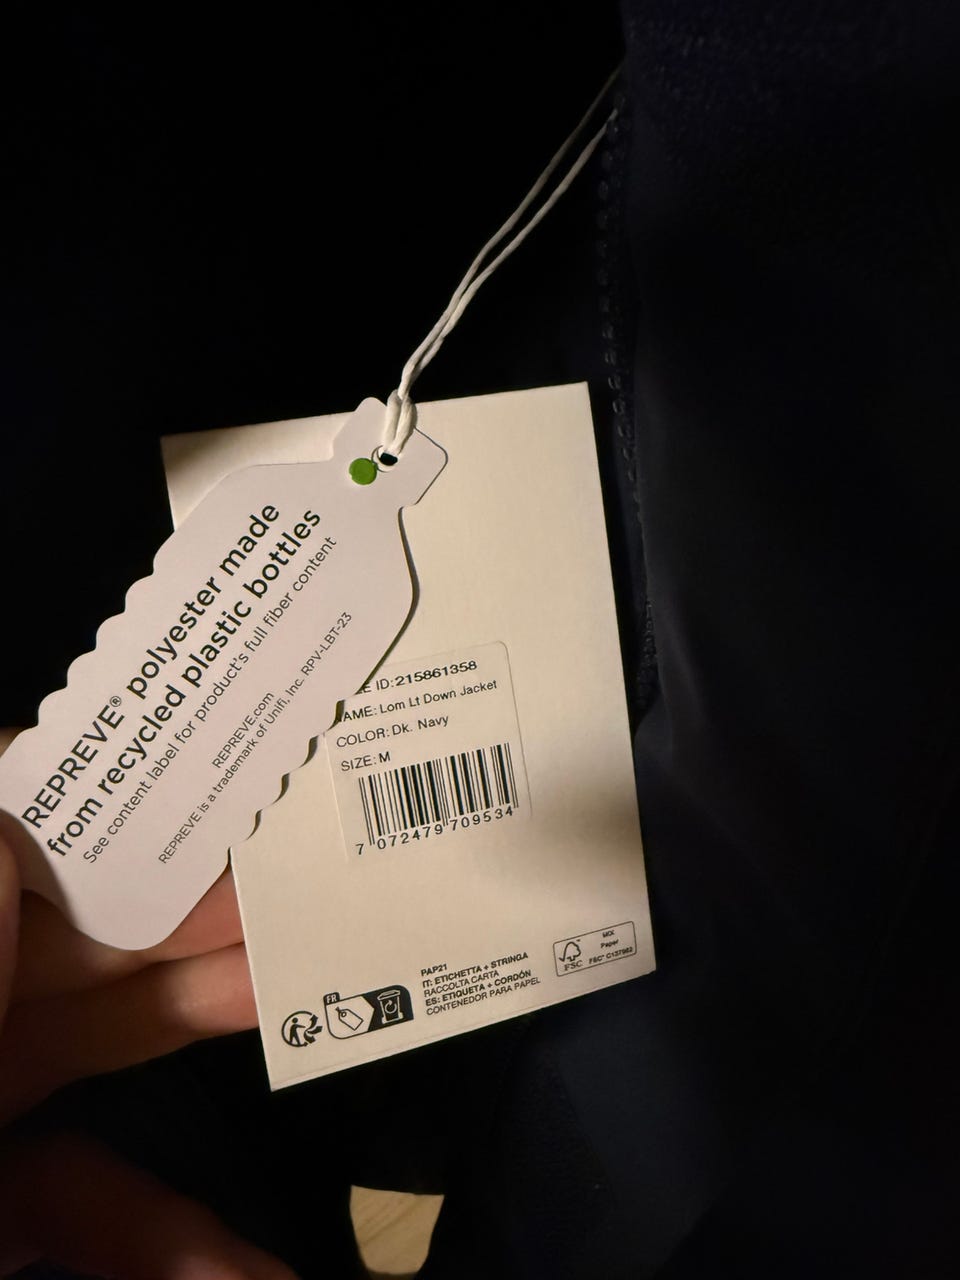 REPREVE® polyester made
from recycled plastic bottles
See content label for product's full fiber content
REPREVE.com
REPREVE is a trademark of Unifi, Inc. RPV-LBT-23
ID:215861358
NAME: Lom Lt Down Jacket
COLOR: Dk. Navy
SIZE: M
7 072479 709534
FR
PAP21
IT: ETICHETTA + STRINGA
RACCOLTA CARTA
ES: ETIQUETA + CORDÓN
CONTENEDOR PARA PAPEL
FSC
MIX
Paper
FSC® C137982